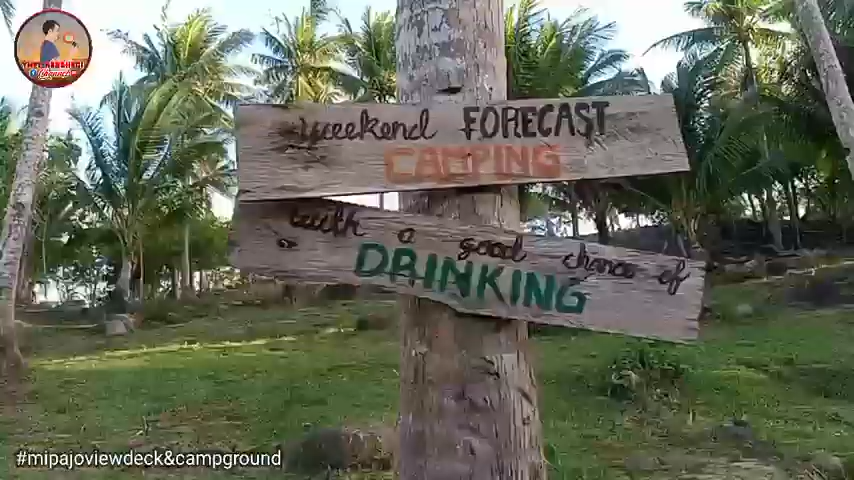 weekend FORECAST
CAMPING
with a good chance of
DRINKING
#mipajoviewdeck&campground